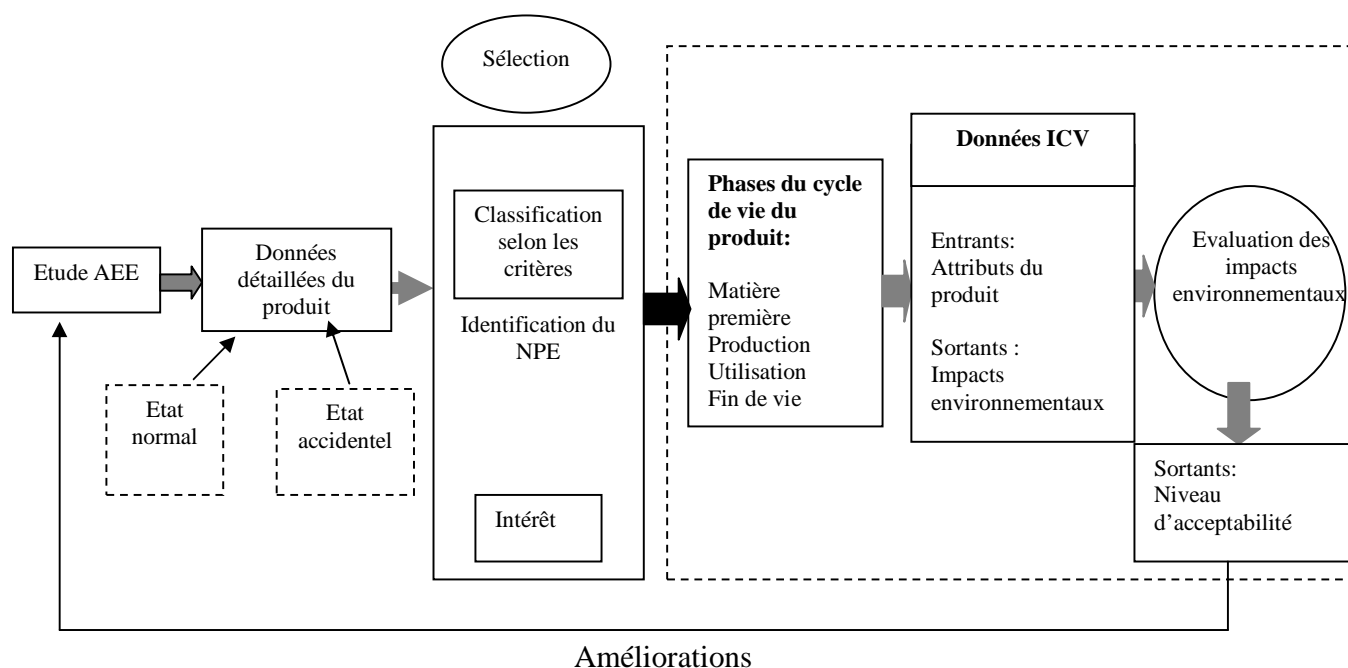 Sélection
Etude AEE
Données
détaillées du
produit
Etat
normal
Etat
accidentel
Classification
selon les
critères
Identification du
NPE
Intérêt
Phases du cycle
de vie du
produit:
Matière
première
Production
Utilisation
Fin de vie
Données ICV
Entrants:
Attributs du
produit
Sortants :
Impacts
environnementaux
Evaluation des
impacts
environnementaux
Sortants:
Niveau
d’acceptabilité
Améliorations